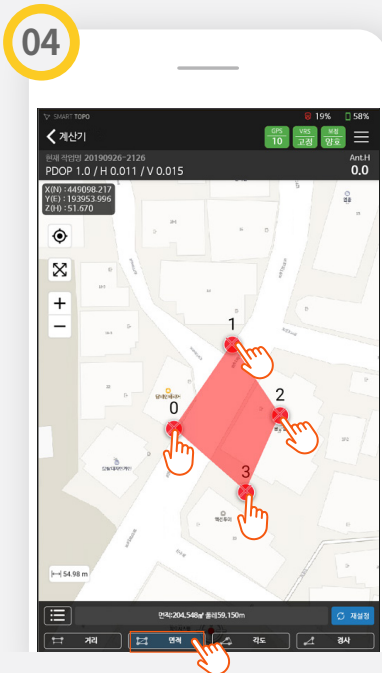 04
SMART TOPO 19% 58%
계산기 GPS 10 VRS 고정 보정 양호
현재 작업명 20190926-2126 Ant.H
PDOP 1.0 / H 0.011 / V 0.015 0.0
X(N) :449098.217
Y(E) :193953.996
Z(H) :51.670
+
−
1
2
0
3
54.98 m
면적:204.548㎡ 둘레59.150m 재설정
거리 면적 각도 경사